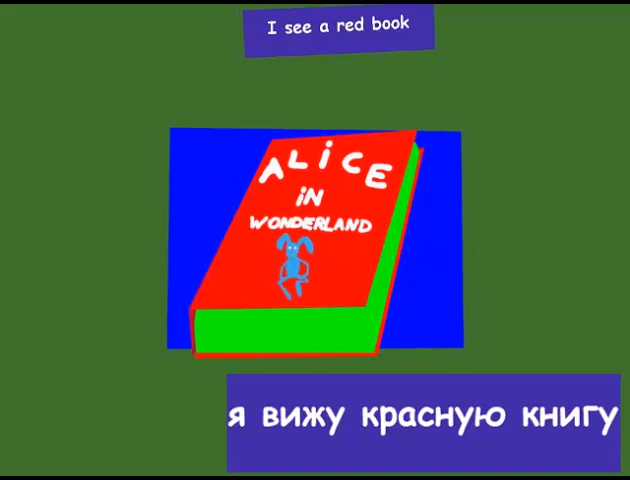 I see a red book
ALiCE
iN
WONDERLAND
я вижу красную книгу